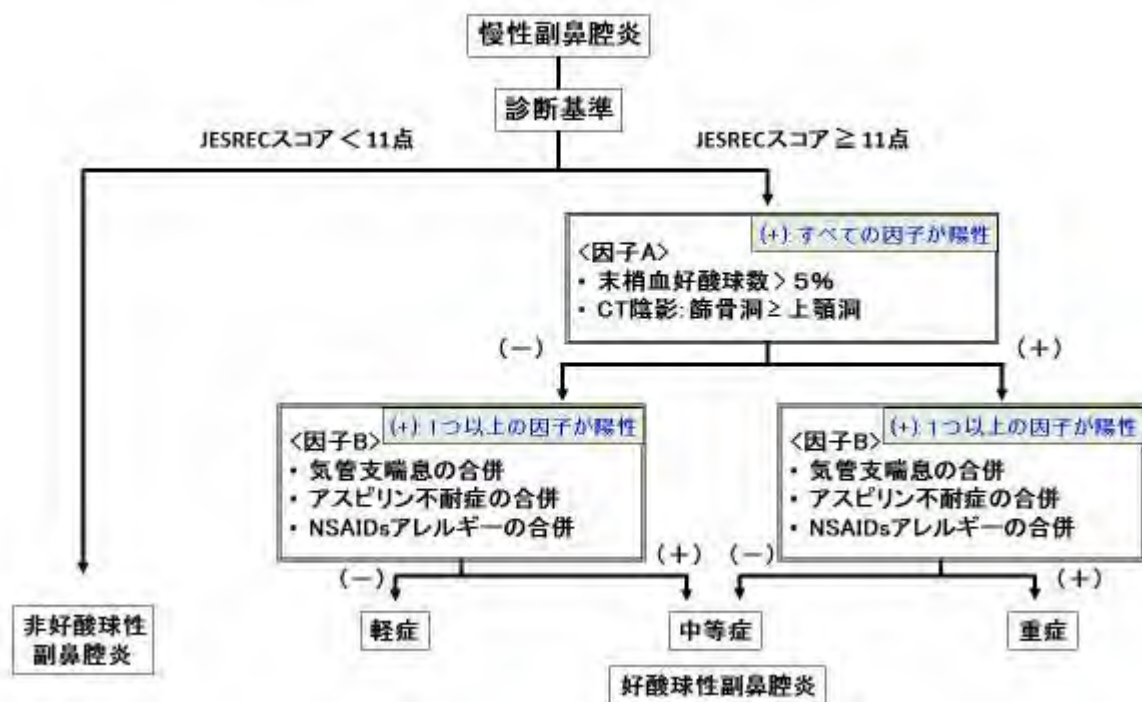 慢性副鼻腔炎
診断基準
JESRECスコア < 11点
JESRECスコア ≧ 11点
(+): すべての因子が陽性
<因子A>
・ 末梢血好酸球数 > 5%
・ CT陰影: 篩骨洞 ≥ 上顎洞
(-)
(+)
(+): 1つ以上の因子が陽性
<因子B>
・ 気管支喘息の合併
・ アスピリン不耐症の合併
・ NSAIDsアレルギーの合併
(+): 1つ以上の因子が陽性
<因子B>
・ 気管支喘息の合併
・ アスピリン不耐症の合併
・ NSAIDsアレルギーの合併
(-)
(+)
(-)
(+)
非好酸球性
副鼻腔炎
軽症
中等症
重症
好酸球性副鼻腔炎